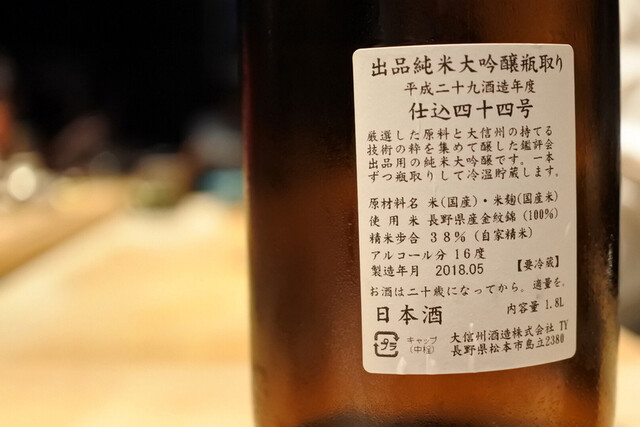 出品純米大吟醸瓶取り
平成二十九酒造年度
仕込四十四号
厳選した原料と大信州の持てる
技術の粋を集めて醸した鑑評会
出品用の純米大吟醸です。一本
ずつ瓶取りして冷温貯蔵します。
原材料名 米(国産)・米麹(国産米)
使用米 長野県産金紋錦(100%)
精米歩合 38%(自家精米)
アルコール分 16度
製造年月 2018.05 【要冷蔵】
お酒は二十歳になってから。適量を。
日本酒 内容量 1.8L
プラ キャップ(中栓) 大信州酒造株式会社 TY
長野県松本市島立2380